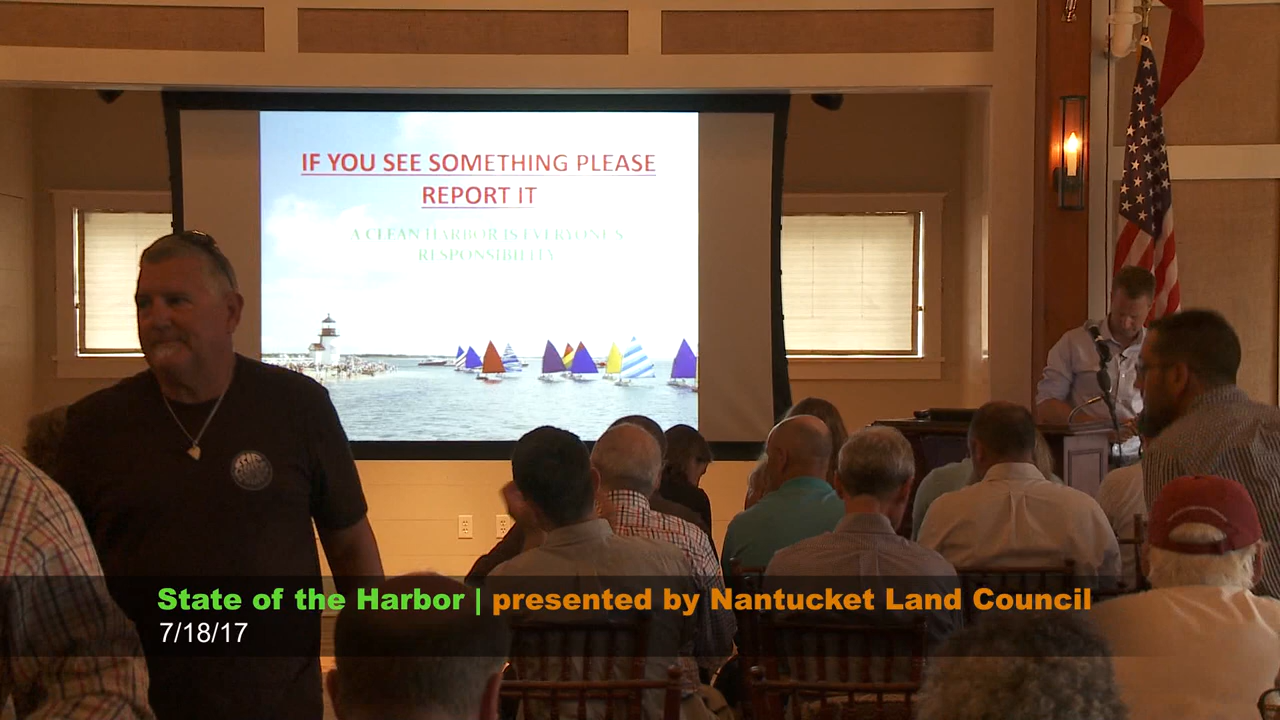 IF YOU SEE SOMETHING PLEASE
REPORT IT
A CLEAN HARBOR IS EVERYONE'S
RESPONSIBILITY
State of the Harbor | presented by Nantucket Land Council
7/18/17